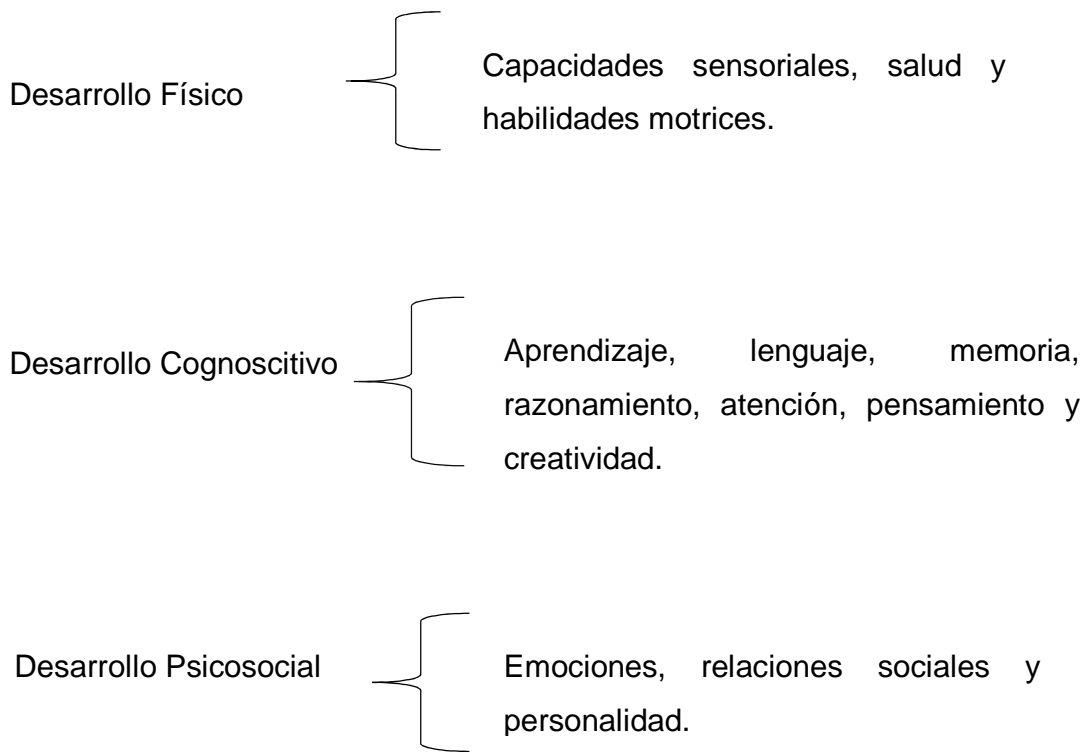 Desarrollo Físico
Capacidades sensoriales, salud y
habilidades motrices.
Desarrollo Cognoscitivo
Aprendizaje, lenguaje, memoria,
razonamiento, atención, pensamiento y
creatividad.
Desarrollo Psicosocial
Emociones, relaciones sociales y
personalidad.